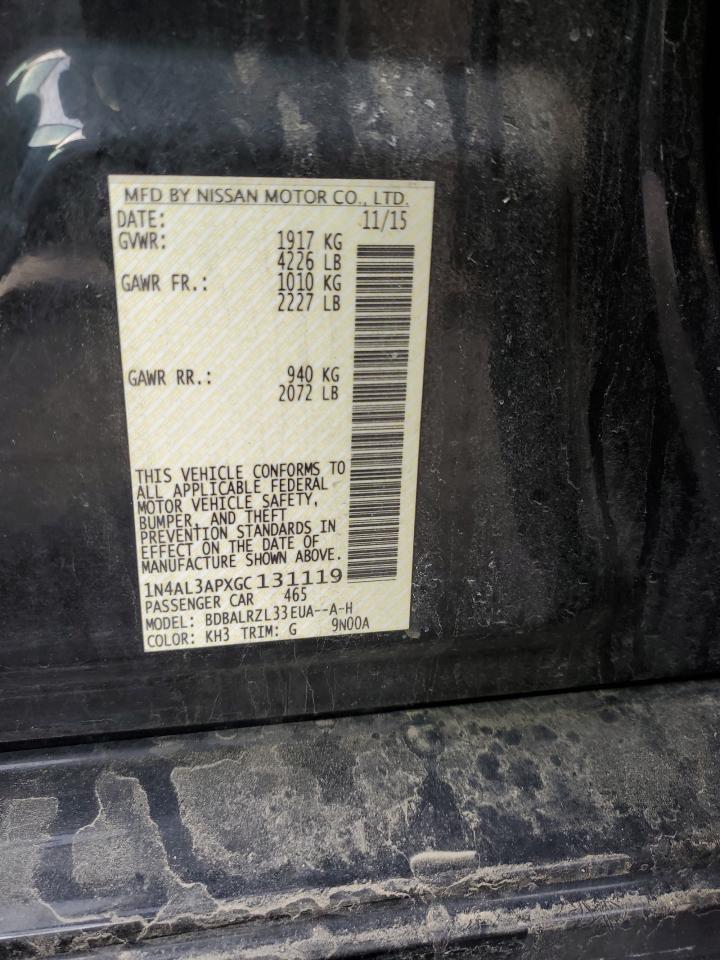 MFD BY NISSAN MOTOR CO., LTD.
DATE: 11/15
GVWR: 1917 KG
4226 LB
GAWR FR.: 1010 KG
2227 LB
GAWR RR.: 940 KG
2072 LB
THIS VEHICLE CONFORMS TO
ALL APPLICABLE FEDERAL
MOTOR VEHICLE SAFETY,
BUMPER, AND THEFT
PREVENTION STANDARDS IN
EFFECT ON THE DATE OF
MANUFACTURE SHOWN ABOVE.
1N4AL3APXGC131119
PASSENGER CAR 465
MODEL: BDBALRZL33EUA--A-H
COLOR: KH3 TRIM: G 9N00A